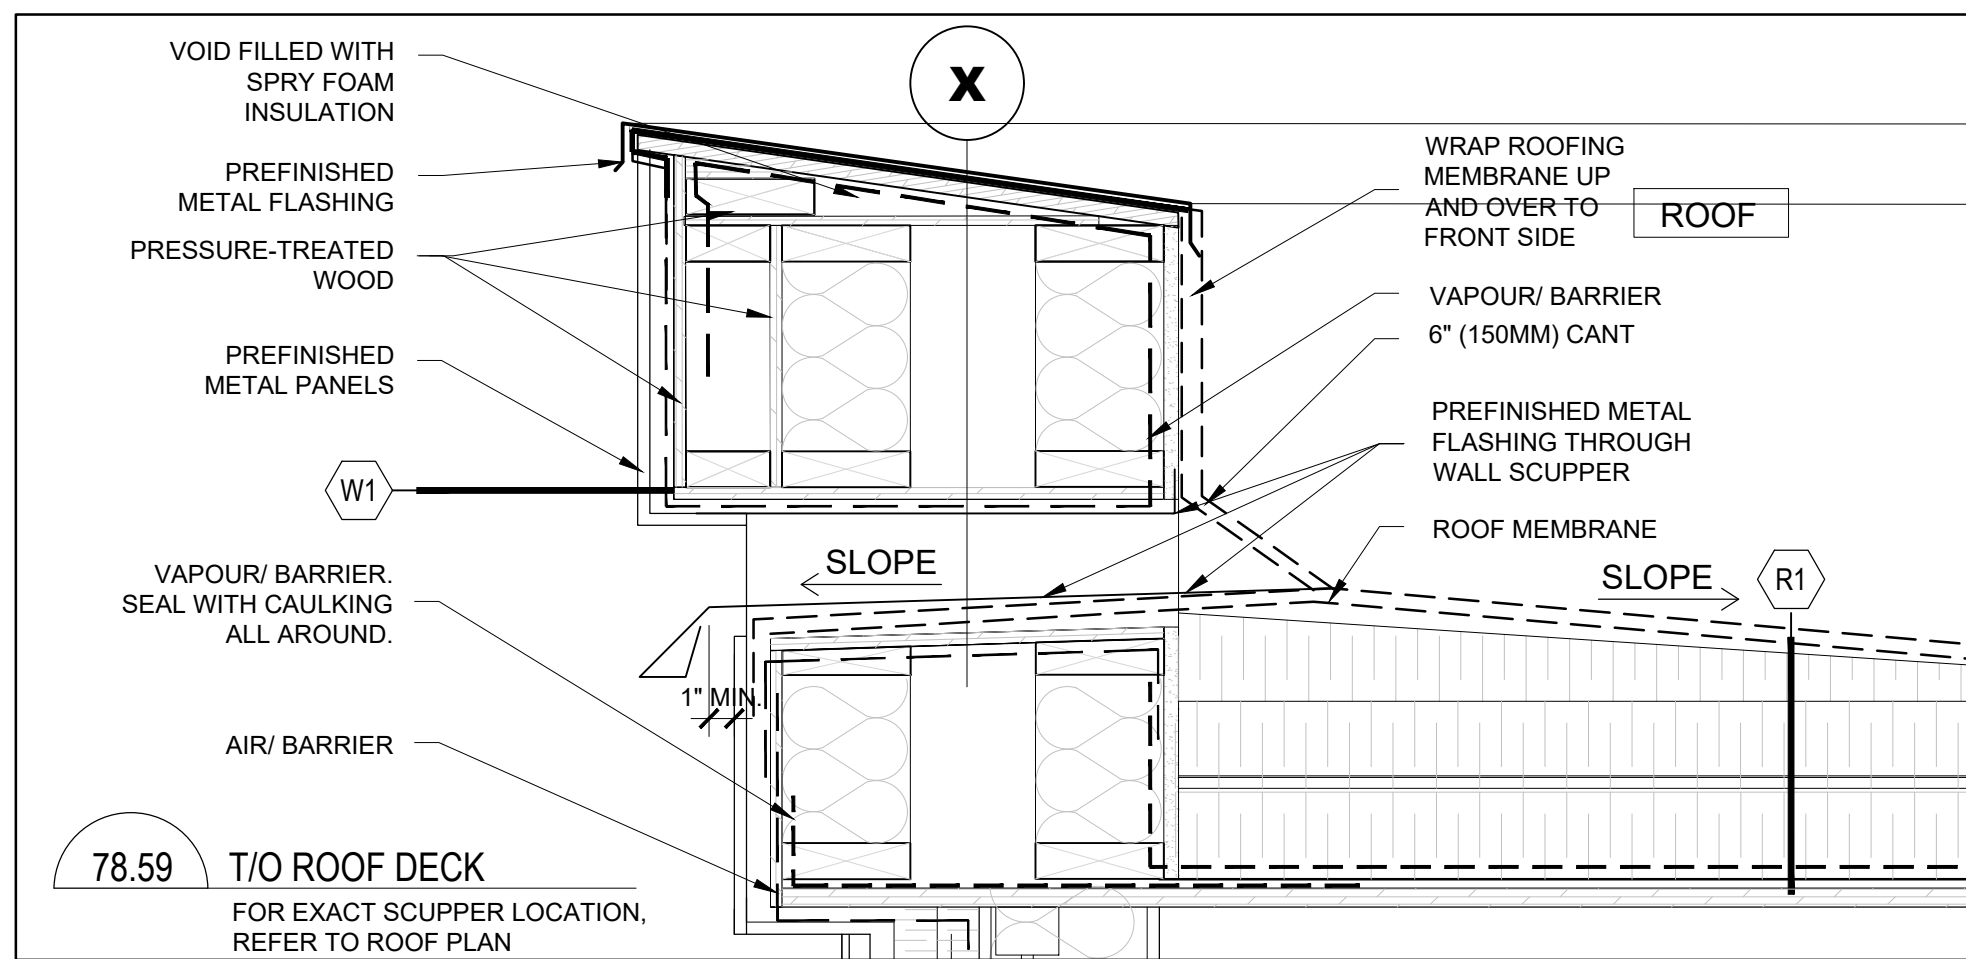 VOID FILLED WITH
SPRY FOAM
INSULATION
PREFINISHED
METAL FLASHING
PRESSURE-TREATED
WOOD
PREFINISHED
METAL PANELS
W1
VAPOUR/ BARRIER.
SEAL WITH CAULKING
ALL AROUND.
AIR/ BARRIER
1" MIN.
X
SLOPE
WRAP ROOFING
MEMBRANE UP
AND OVER TO
FRONT SIDE
ROOF
VAPOUR/ BARRIER
6" (150MM) CANT
PREFINISHED METAL
FLASHING THROUGH
WALL SCUPPER
ROOF MEMBRANE
SLOPE
R1
78.59
T/O ROOF DECK
FOR EXACT SCUPPER LOCATION,
REFER TO ROOF PLAN